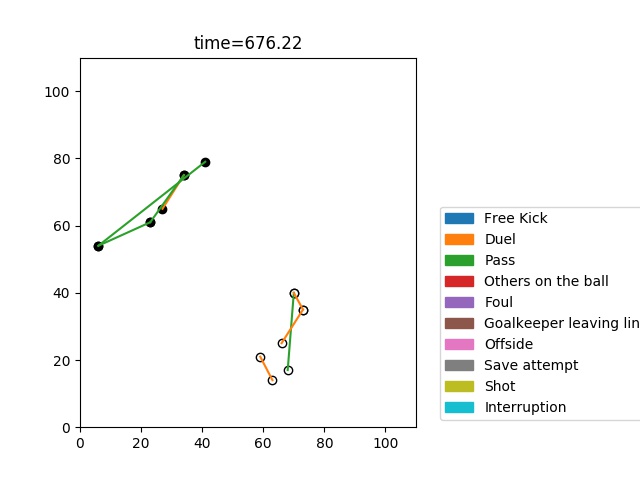 time=676.22
100
80
60
40
20
0
0 20 40 60 80 100
Free Kick
Duel
Pass
Others on the ball
Foul
Goalkeeper leaving lin
Offside
Save attempt
Shot
Interruption